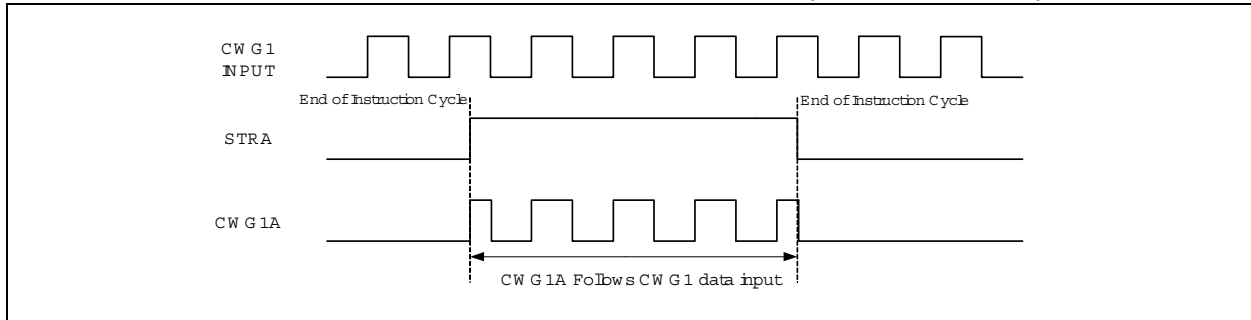 CWG1
INPUT
End of Instruction Cycle
End of Instruction Cycle
STRA
CWG1A
CWG1A Follows CWG1 data input